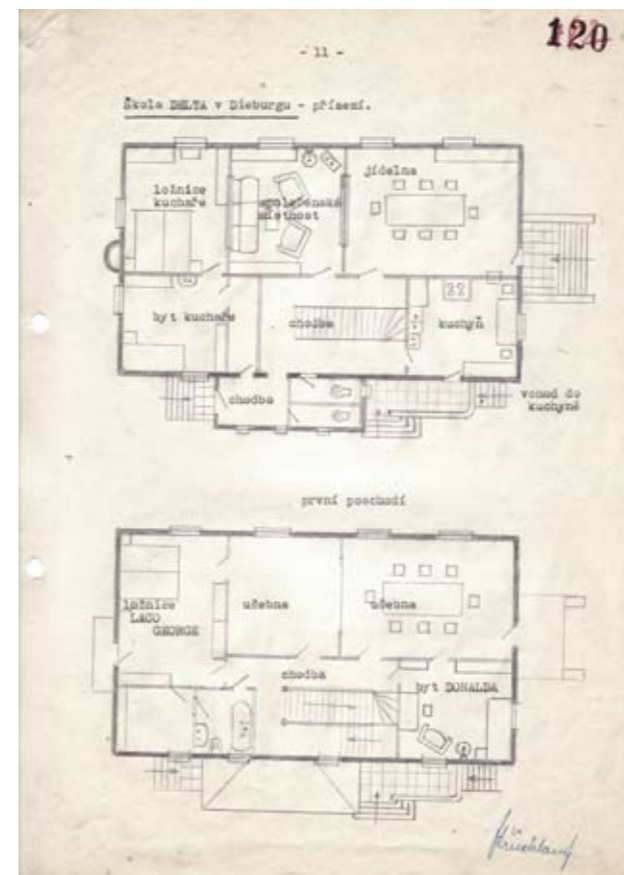 120
- 11 -
Škola DELTA v Dieburgu - přízemí.
ložnice
kuchaře
společenská
místnost
jídelna
byt kuchaře
chodba
kuchyň
chodba
vchod do
kuchyně
první poschodí
ložnice
LACO
GEORGE
učebna
učebna
chodba
byt DONALDA